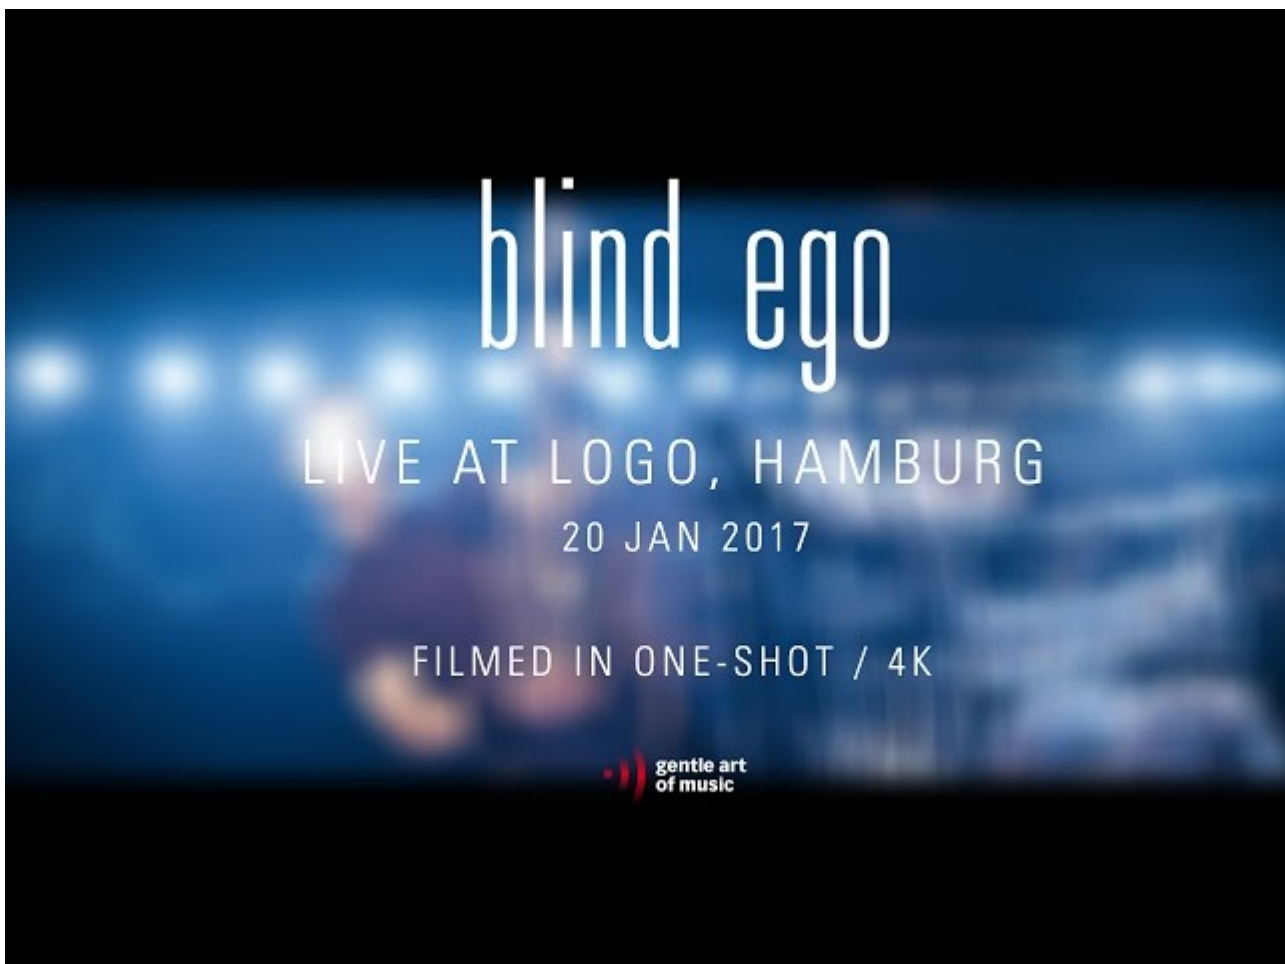 blind ego
LIVE AT LOGO, HAMBURG
20 JAN 2017
FILMED IN ONE-SHOT / 4K
gentle art
of music